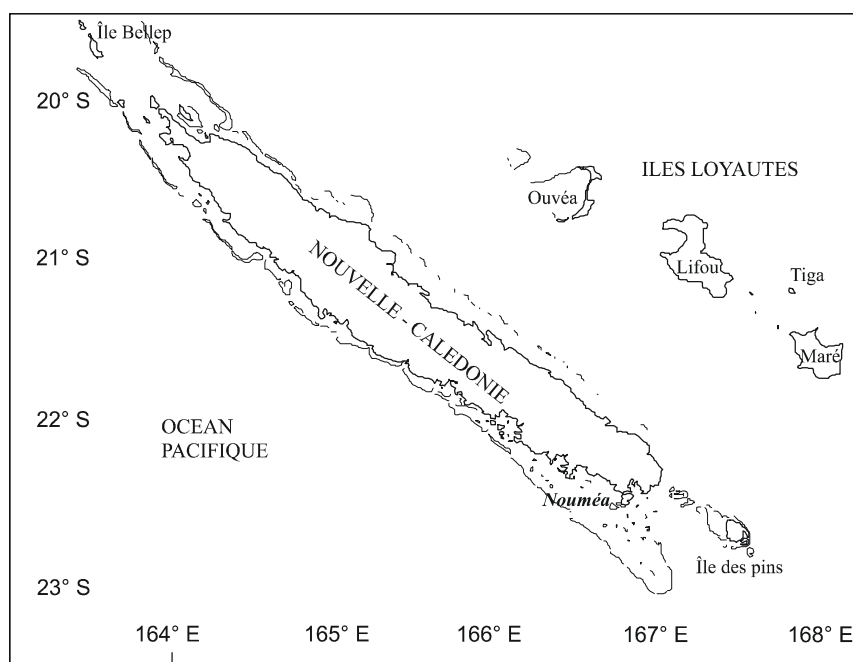 Île Bellep
20° S
ILES LOYAUTES
Ouvéa
21° S
Lifou
Tiga
NOUVELLE - CALEDONIE
Maré
22° S
OCEAN
PACIFIQUE
Nouméa
Île des pins
23° S
164° E
165° E
166° E
167° E
168° E